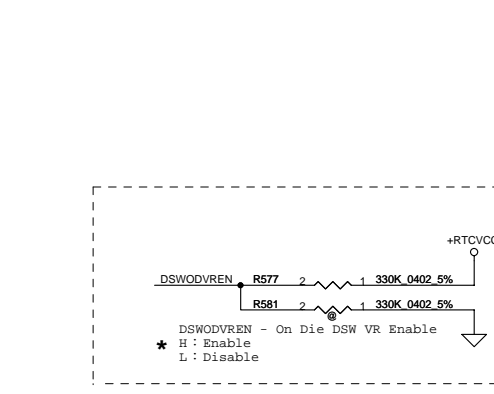 +RTCVCC
DSWODVREN R577 2 1 330K_0402_5%
R581 2 1 330K_0402_5%
@
DSWODVREN - On Die DSW VR Enable
* H : Enable
L : Disable